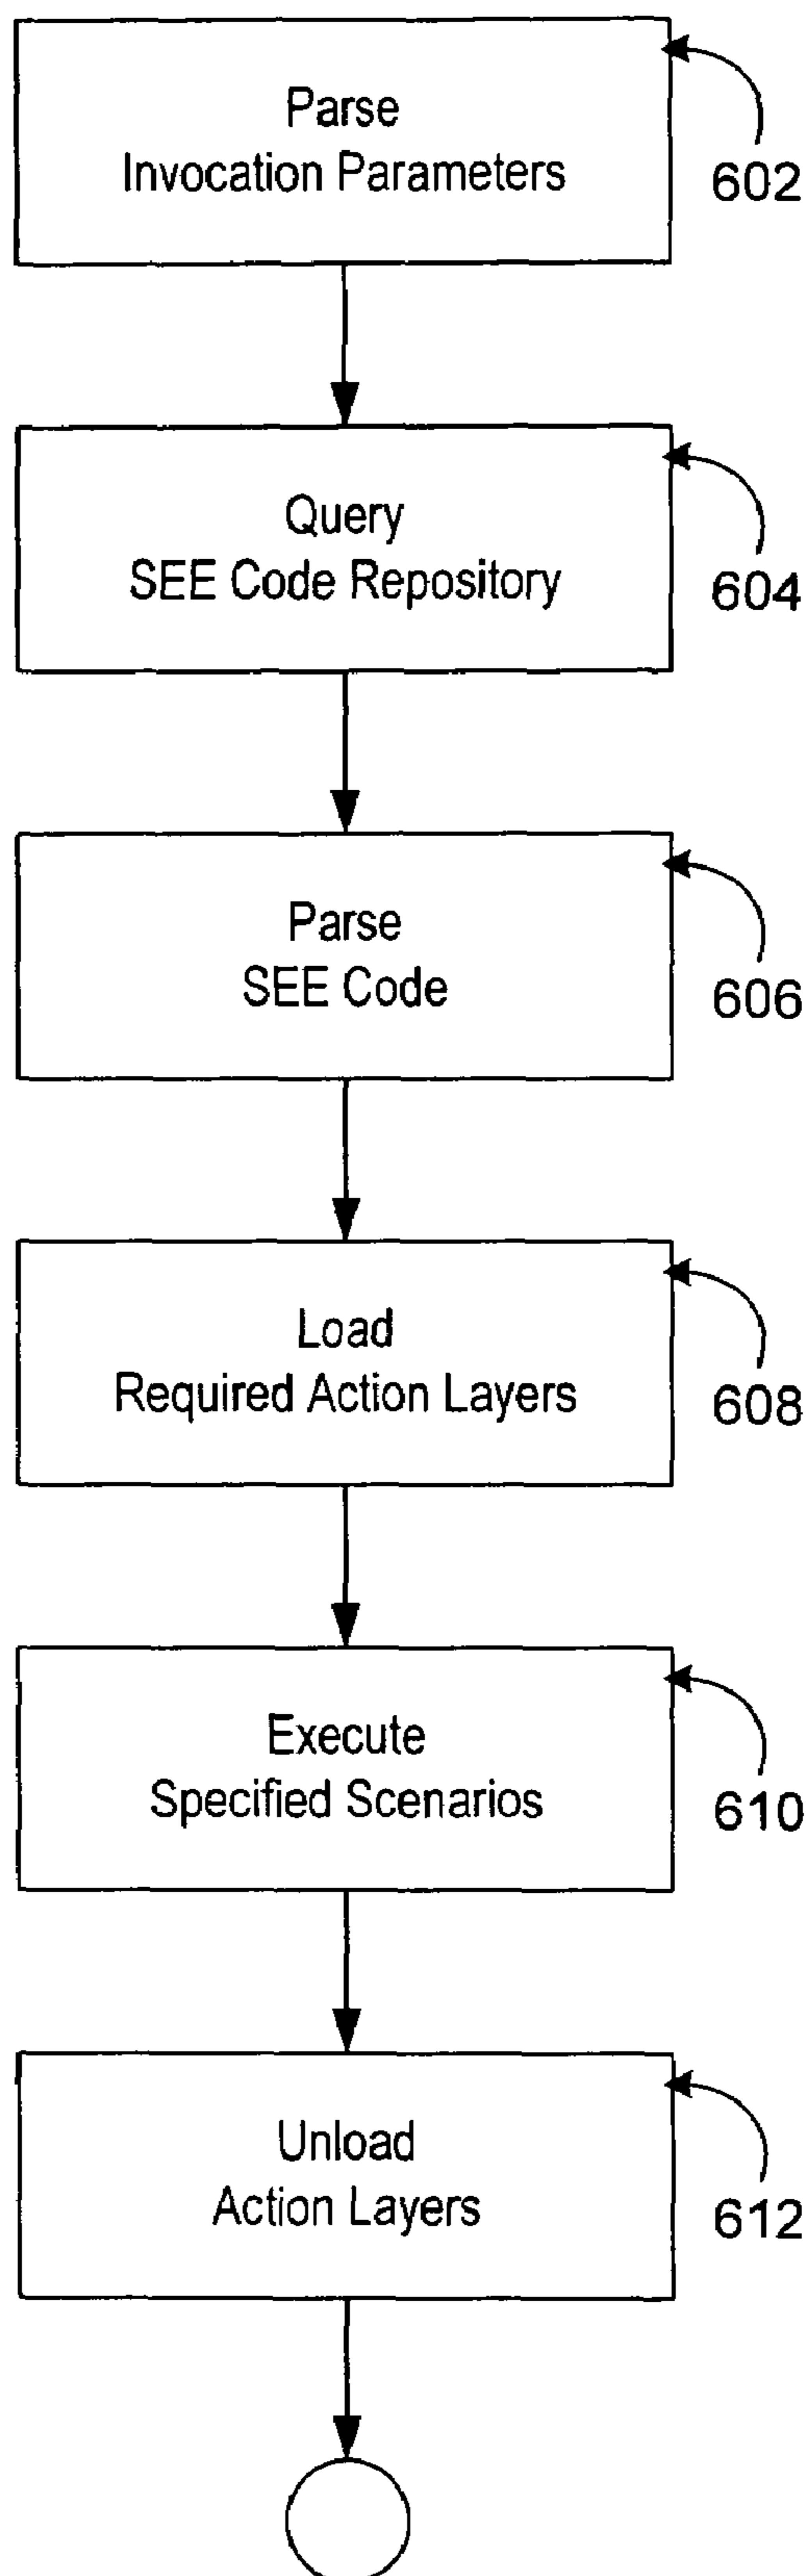 Parse
Invocation Parameters
602
Query
SEE Code Repository
604
Parse
SEE Code
606
Load
Required Action Layers
608
Execute
Specified Scenarios
610
Unload
Action Layers
612